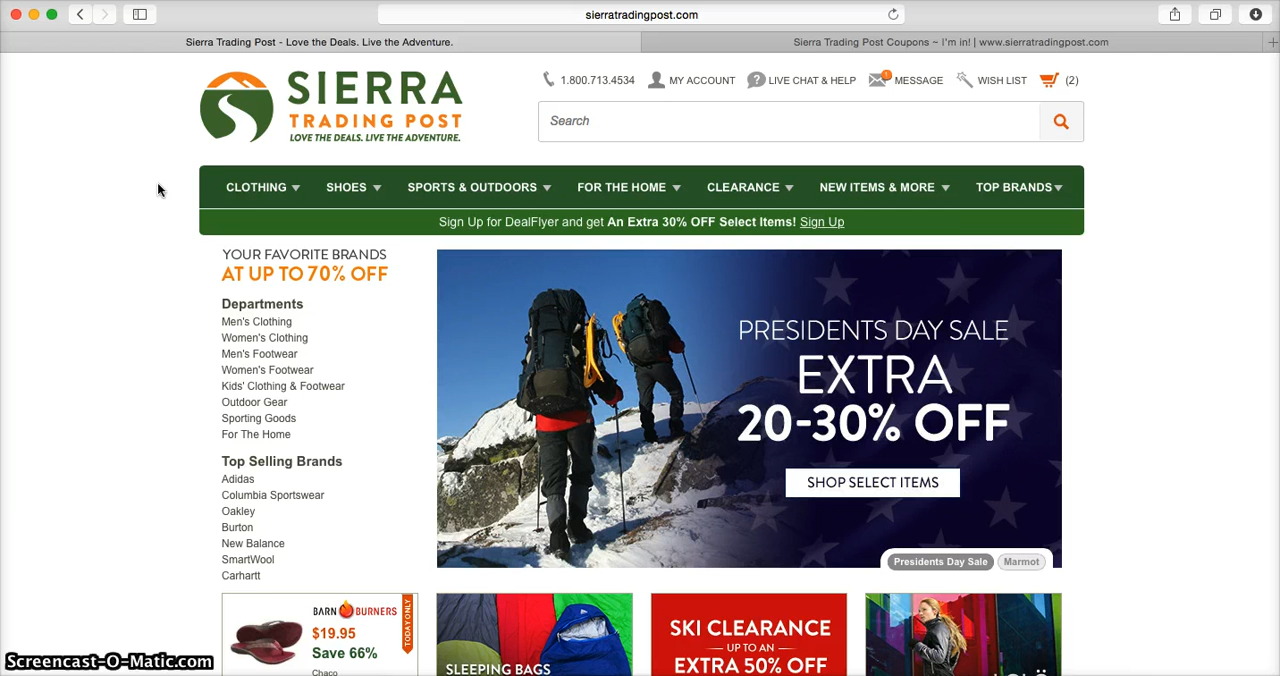 sierratradingpost.com
Sierra Trading Post - Love the Deals. Live the Adventure.
Sierra Trading Post Coupons ~ I'm in! | www.sierratradingpost.com
SIERRA
TRADING POST
LOVE THE DEALS. LIVE THE ADVENTURE.
1.800.713.4534 MY ACCOUNT LIVE CHAT & HELP 1 MESSAGE WISH LIST (2)
Search
CLOTHING SHOES SPORTS & OUTDOORS FOR THE HOME CLEARANCE NEW ITEMS & MORE TOP BRANDS
Sign Up for DealFlyer and get An Extra 30% OFF Select Items! Sign Up
YOUR FAVORITE BRANDS
AT UP TO 70% OFF
Departments
Men's Clothing
Women's Clothing
Men's Footwear
Women's Footwear
Kids' Clothing & Footwear
Outdoor Gear
Sporting Goods
For The Home
Top Selling Brands
Adidas
Columbia Sportswear
Oakley
Burton
New Balance
SmartWool
Carhartt
PRESIDENTS DAY SALE
EXTRA
20-30% OFF
SHOP SELECT ITEMS
Presidents Day Sale Marmot
BARN BURNERS
TODAY ONLY
$19.95
Save 66%
Chaco
SLEEPING BAGS
SKI CLEARANCE
UP TO AN
EXTRA 50% OFF
Screencast-O-Matic.com